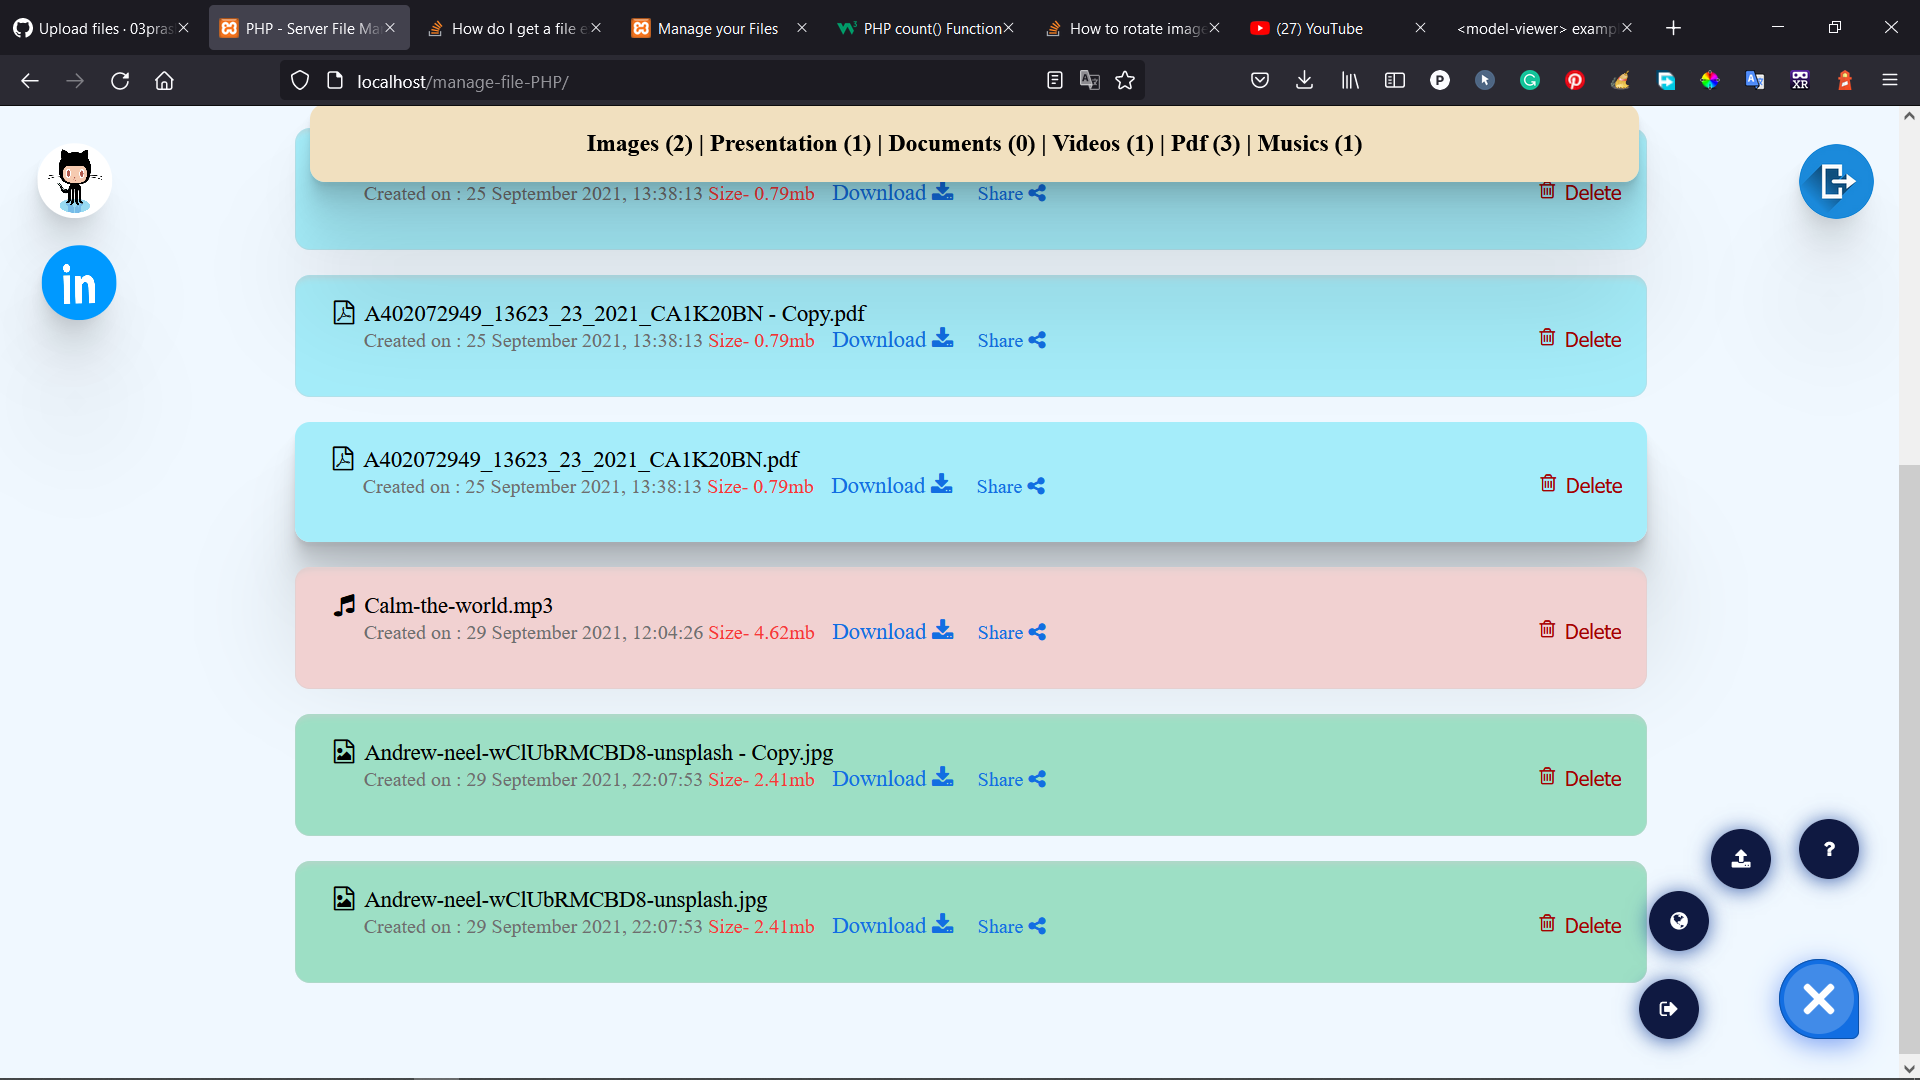 Upload files · 03pras
PHP - Server File Ma
How do I get a file e
Manage your Files
PHP count() Function
How to rotate image
(27) YouTube
<model-viewer> examp
localhost/manage-file-PHP/
Images (2) | Presentation (1) | Documents (0) | Videos (1) | Pdf (3) | Musics (1)
Created on : 25 September 2021, 13:38:13 Size- 0.79mb Download Share Delete
in
A402072949_13623_23_2021_CA1K20BN - Copy.pdf
Created on : 25 September 2021, 13:38:13 Size- 0.79mb Download Share Delete
A402072949_13623_23_2021_CA1K20BN.pdf
Created on : 25 September 2021, 13:38:13 Size- 0.79mb Download Share Delete
Calm-the-world.mp3
Created on : 29 September 2021, 12:04:26 Size- 4.62mb Download Share Delete
Andrew-neel-wClUbRMCBD8-unsplash - Copy.jpg
Created on : 29 September 2021, 22:07:53 Size- 2.41mb Download Share Delete
Andrew-neel-wClUbRMCBD8-unsplash.jpg
Created on : 29 September 2021, 22:07:53 Size- 2.41mb Download Share Delete